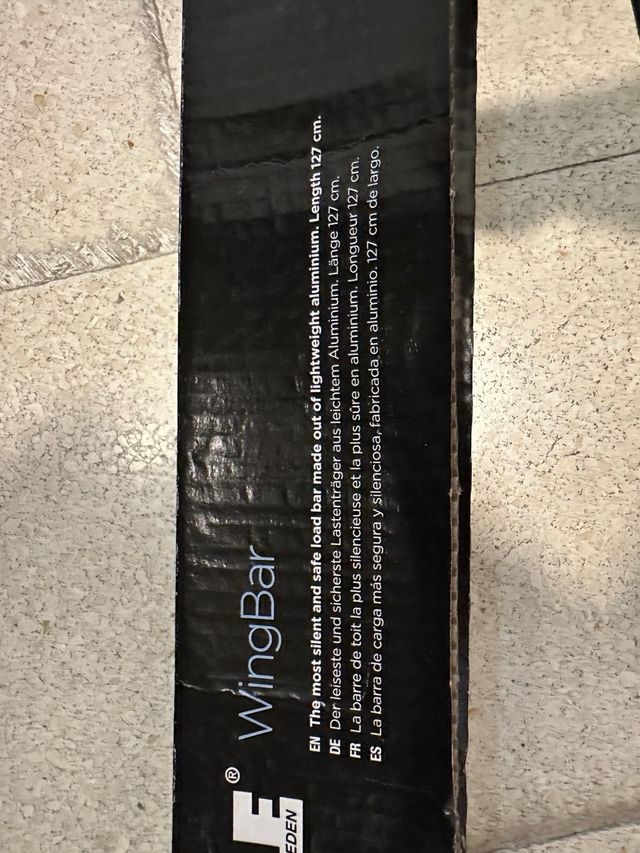 E® WingBar
EDEN
EN The most silent and safe load bar made out of lightweight aluminium. Length 127 cm.
DE Der leiseste und sicherste Lastenträger aus leichtem Aluminium. Länge 127 cm.
FR La barre de toit la plus silencieuse et la plus sûre en aluminium. Longueur 127 cm.
ES La barra de carga más segura y silenciosa, fabricada en aluminio. 127 cm de largo.